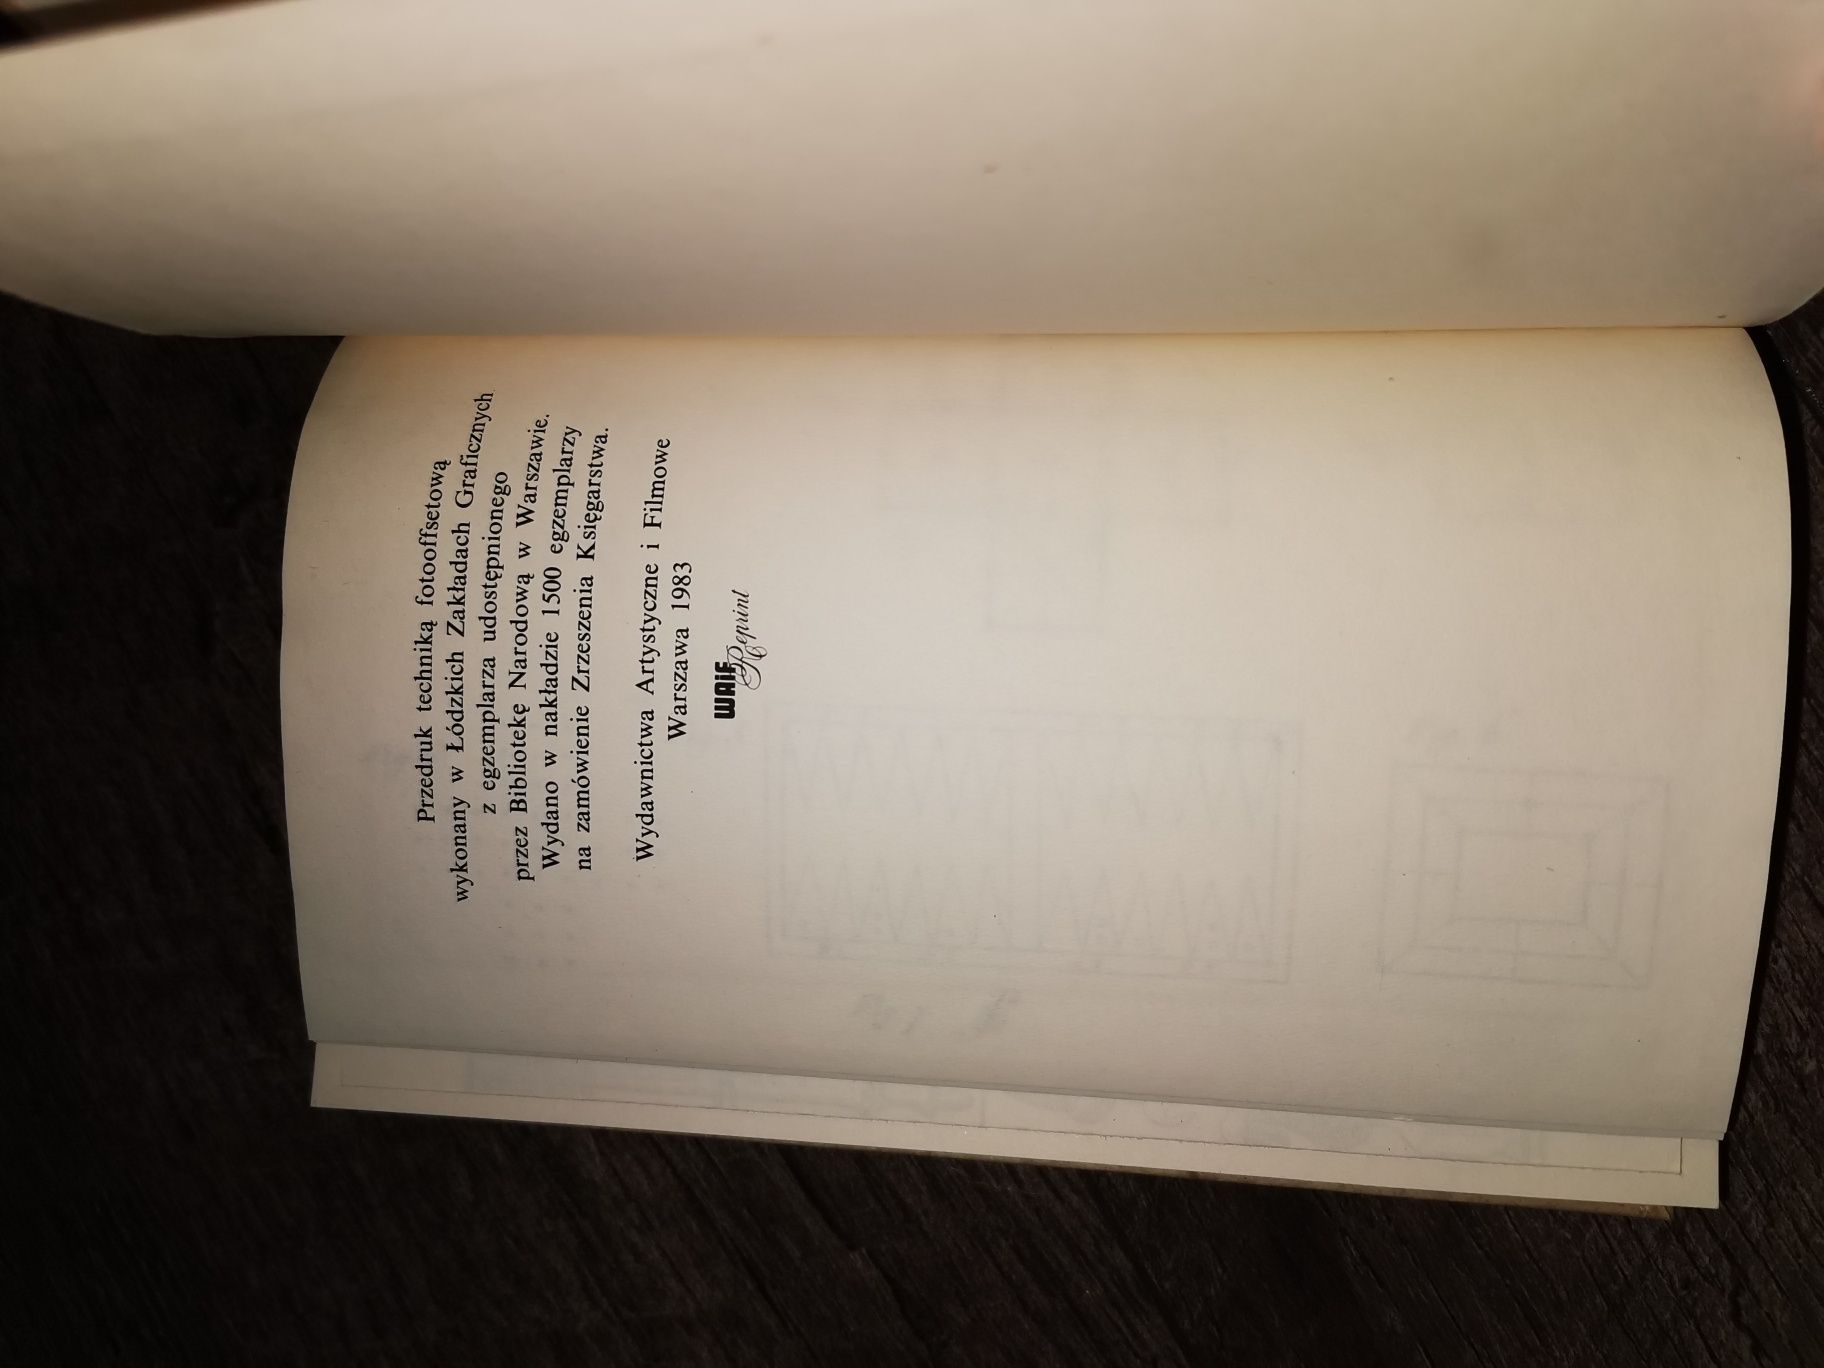 Przedruk techniką fotooffsetową
wykonany w Łódzkich Zakładach Graficznych
z egzemplarza udostępnionego
przez Bibliotekę Narodową w Warszawie.
Wydano w nakładzie 1500 egzemplarzy
na zamówienie Zrzeszenia Księgarstwa.
Wydawnictwa Artystyczne i Filmowe
Warszawa 1983
WAiF
Reprint